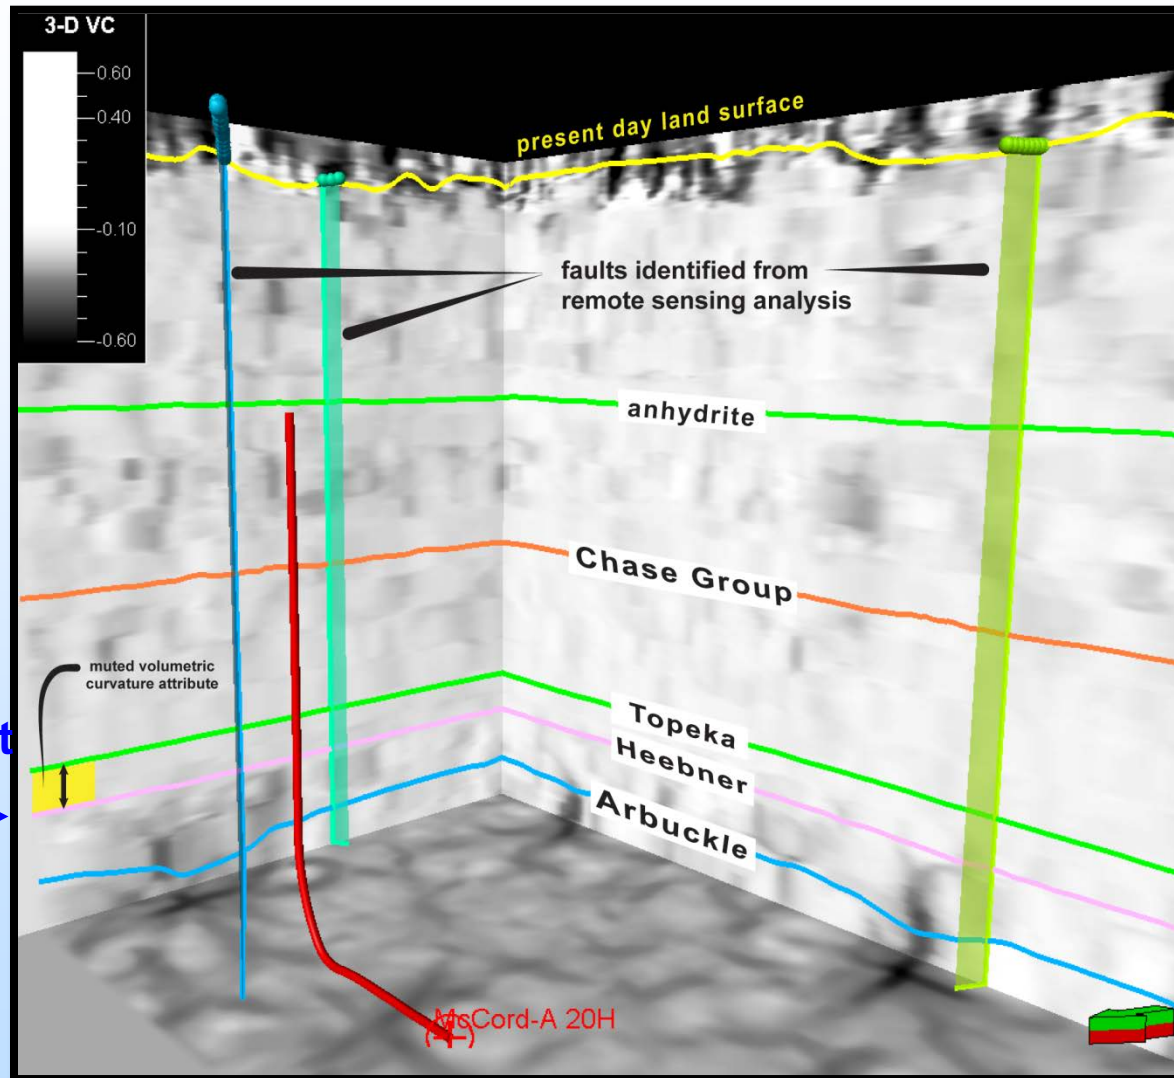 3-D VC
0.60
0.40
-0.10
-0.60
present day land surface
faults identified from
remote sensing analysis
anhydrite
Chase Group
muted volumetric
curvature attribute
Topeka
Heebner
Arbuckle
McCord-A 20H
t